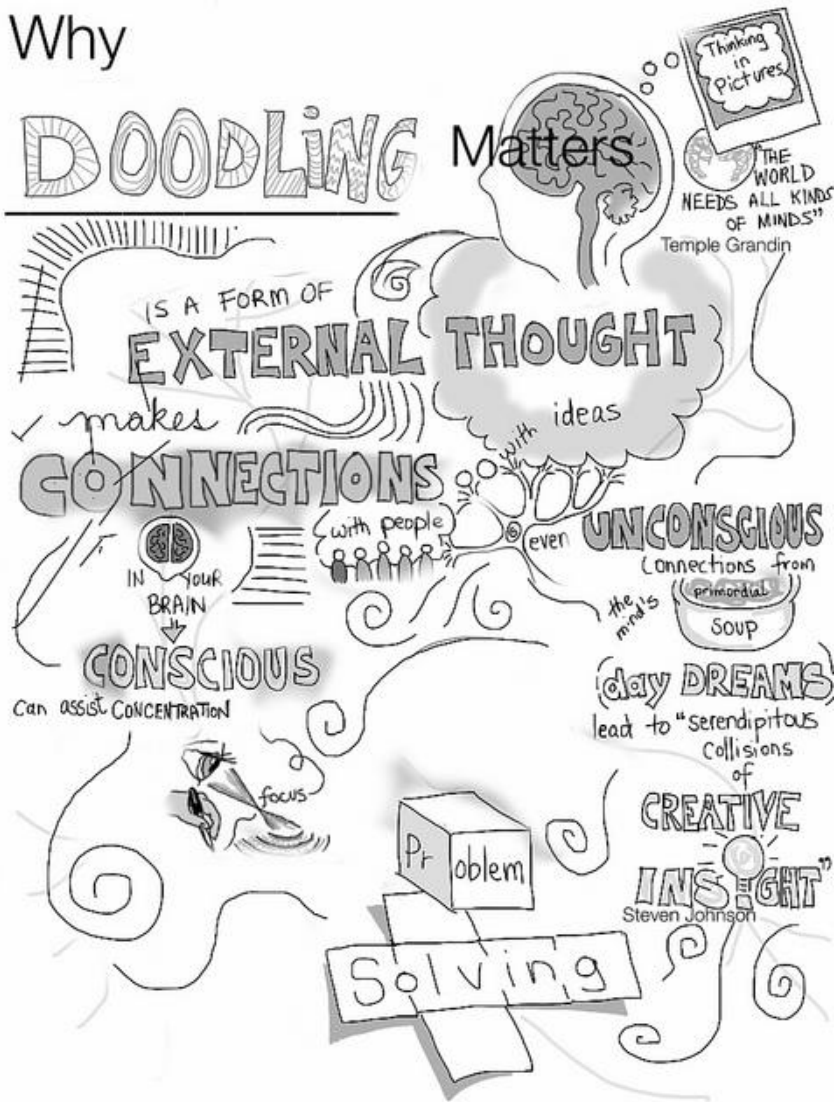 Why
DOODLiNG
Matters
Thinking
in
Pictures
"THE
WORLD
NEEDS ALL KINDS
OF MINDS"
Temple Grandin
IS A FORM OF
EXTERNAL THOUGHT
makes
CONNECTIONS
with ideas
with people
IN YOUR
BRAIN
even UNCONSCIOUS
Connections from
the
mind's
primordial
SOUP
CONSCIOUS
can assist CONCENTRATION
focus
(day DREAMS)
lead to "serendipitous
Collisions
of
CREATIVE
INSIGHT"
Steven Johnson
Problem
Solving